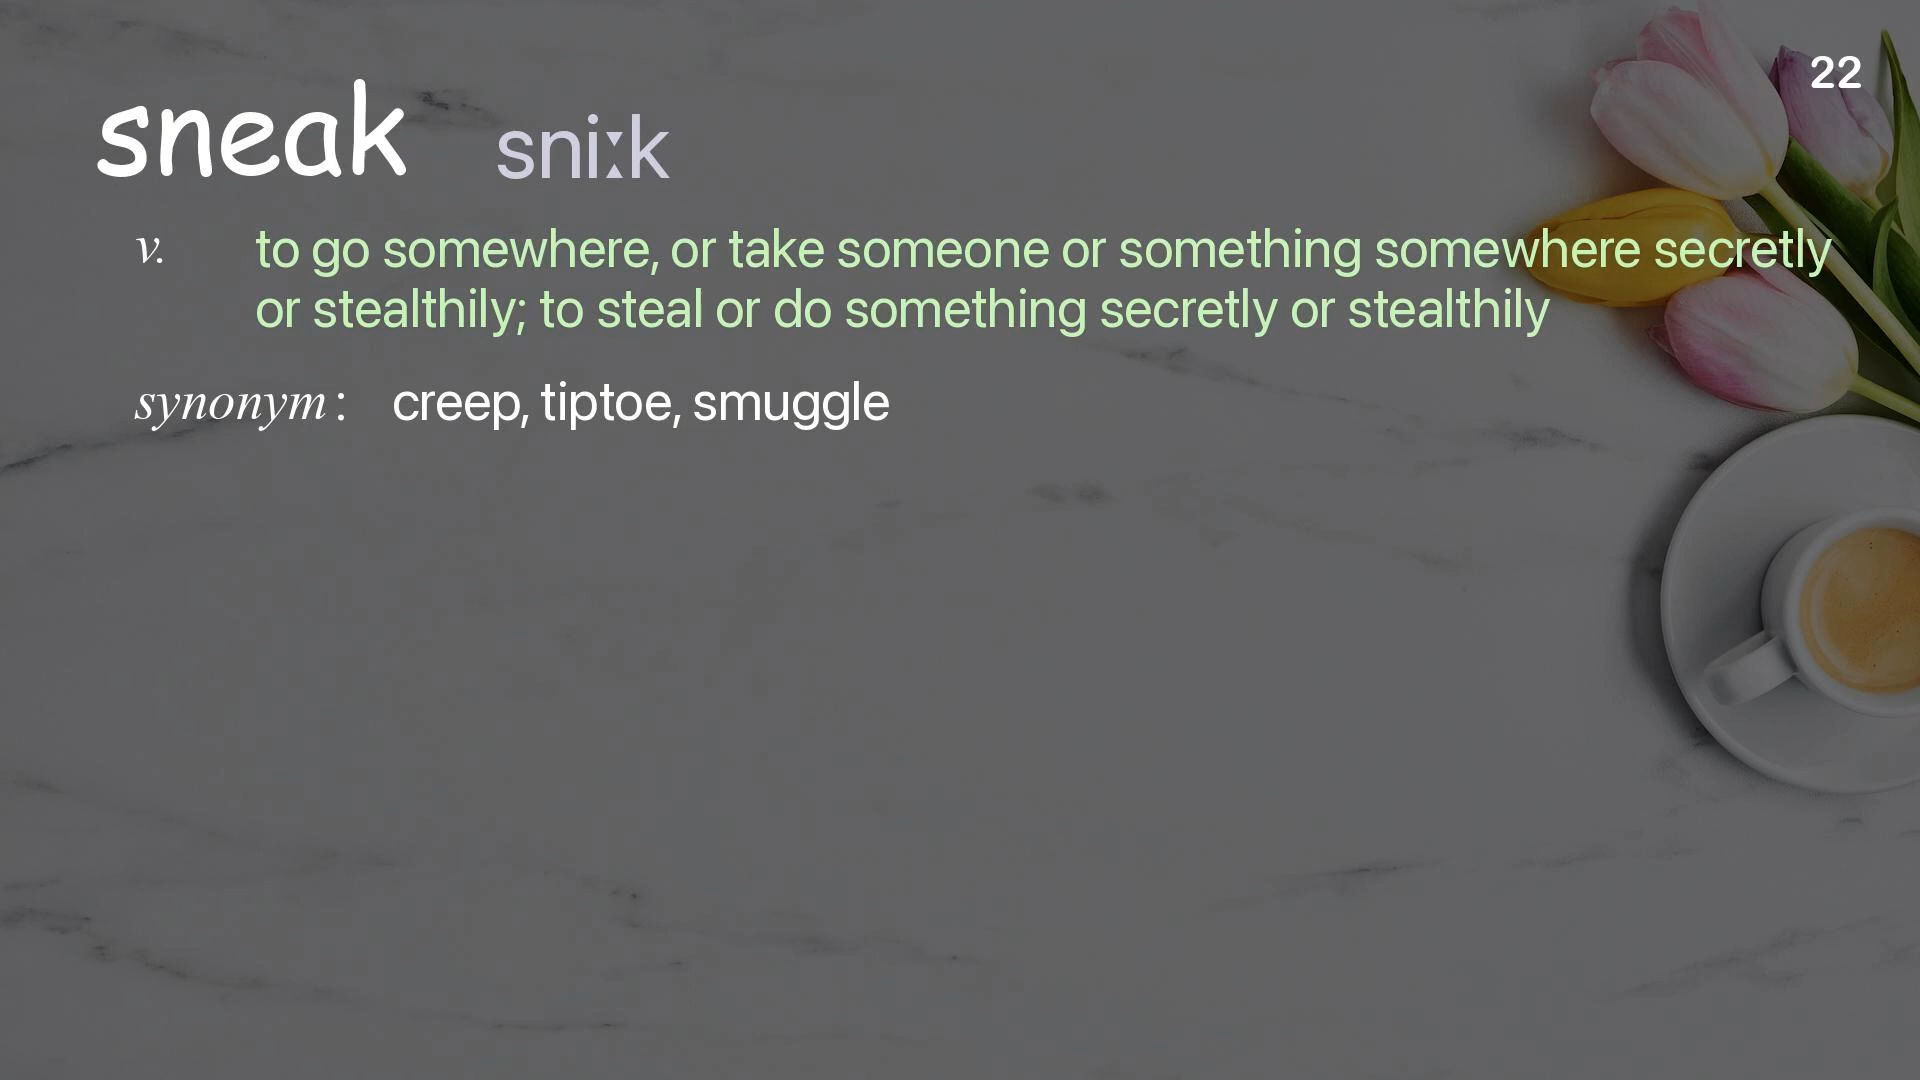 22
sneak sniːk
v. to go somewhere, or take someone or something somewhere secretly
or stealthily; to steal or do something secretly or stealthily
synonym : creep, tiptoe, smuggle